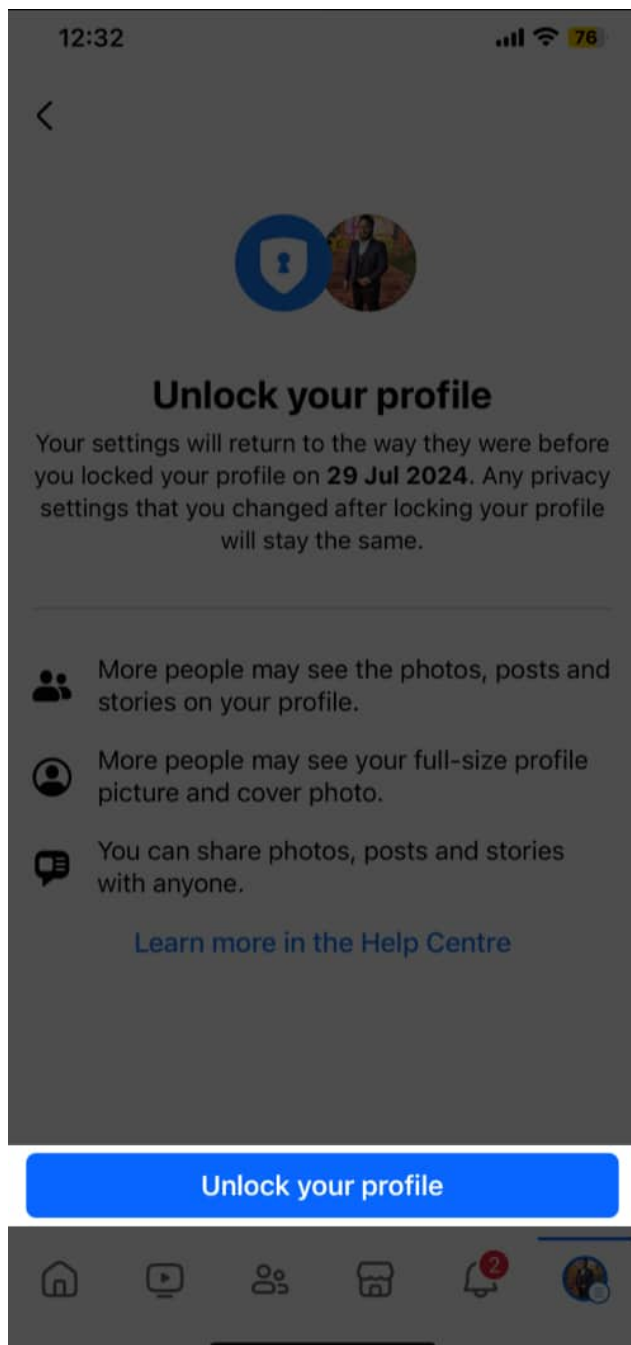 12:32
76
Unlock your profile
Your settings will return to the way they were before
you locked your profile on 29 Jul 2024. Any privacy
settings that you changed after locking your profile
will stay the same.
More people may see the photos, posts and
stories on your profile.
More people may see your full-size profile
picture and cover photo.
You can share photos, posts and stories
with anyone.
Learn more in the Help Centre
Unlock your profile
2